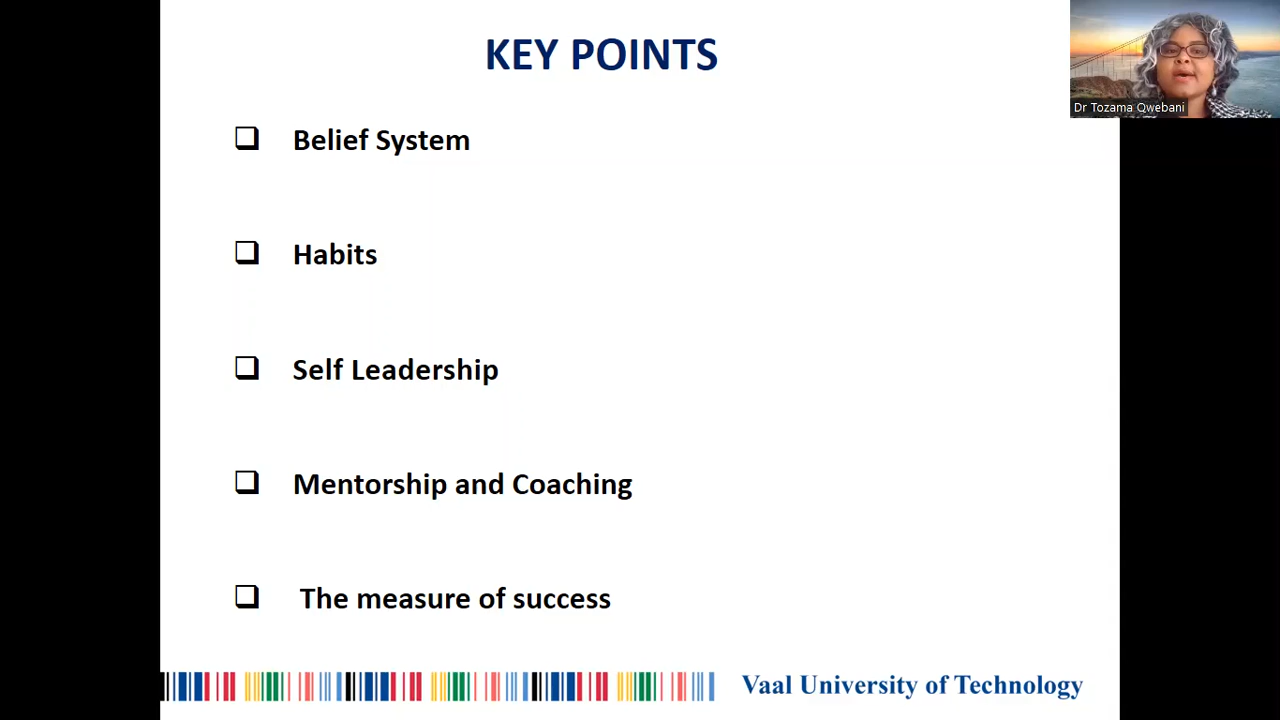 KEY POINTS
Dr Tozama Qwebani
Belief System
Habits
Self Leadership
Mentorship and Coaching
The measure of success
Vaal University of Technology